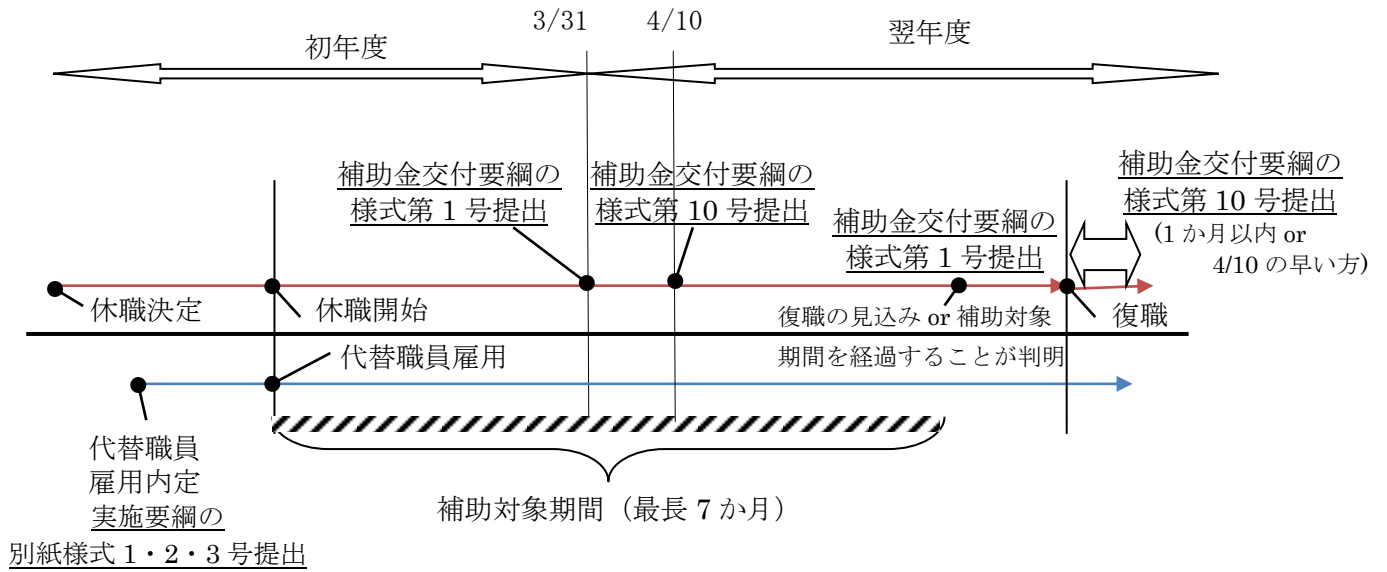 3/31
4/10
初年度
翌年度
補助金交付要綱の
様式第 1 号提出
補助金交付要綱の
様式第 10 号提出
補助金交付要綱の
様式第 1 号提出
補助金交付要綱の
様式第 10 号提出
(1 か月以内 or
4/10 の早い方)
休職決定
休職開始
復職の見込み or 補助対象
期間を経過することが判明
復職
代替職員雇用
代替職員
雇用内定
実施要綱の
別紙様式 1・2・3 号提出
補助対象期間（最長 7 か月）